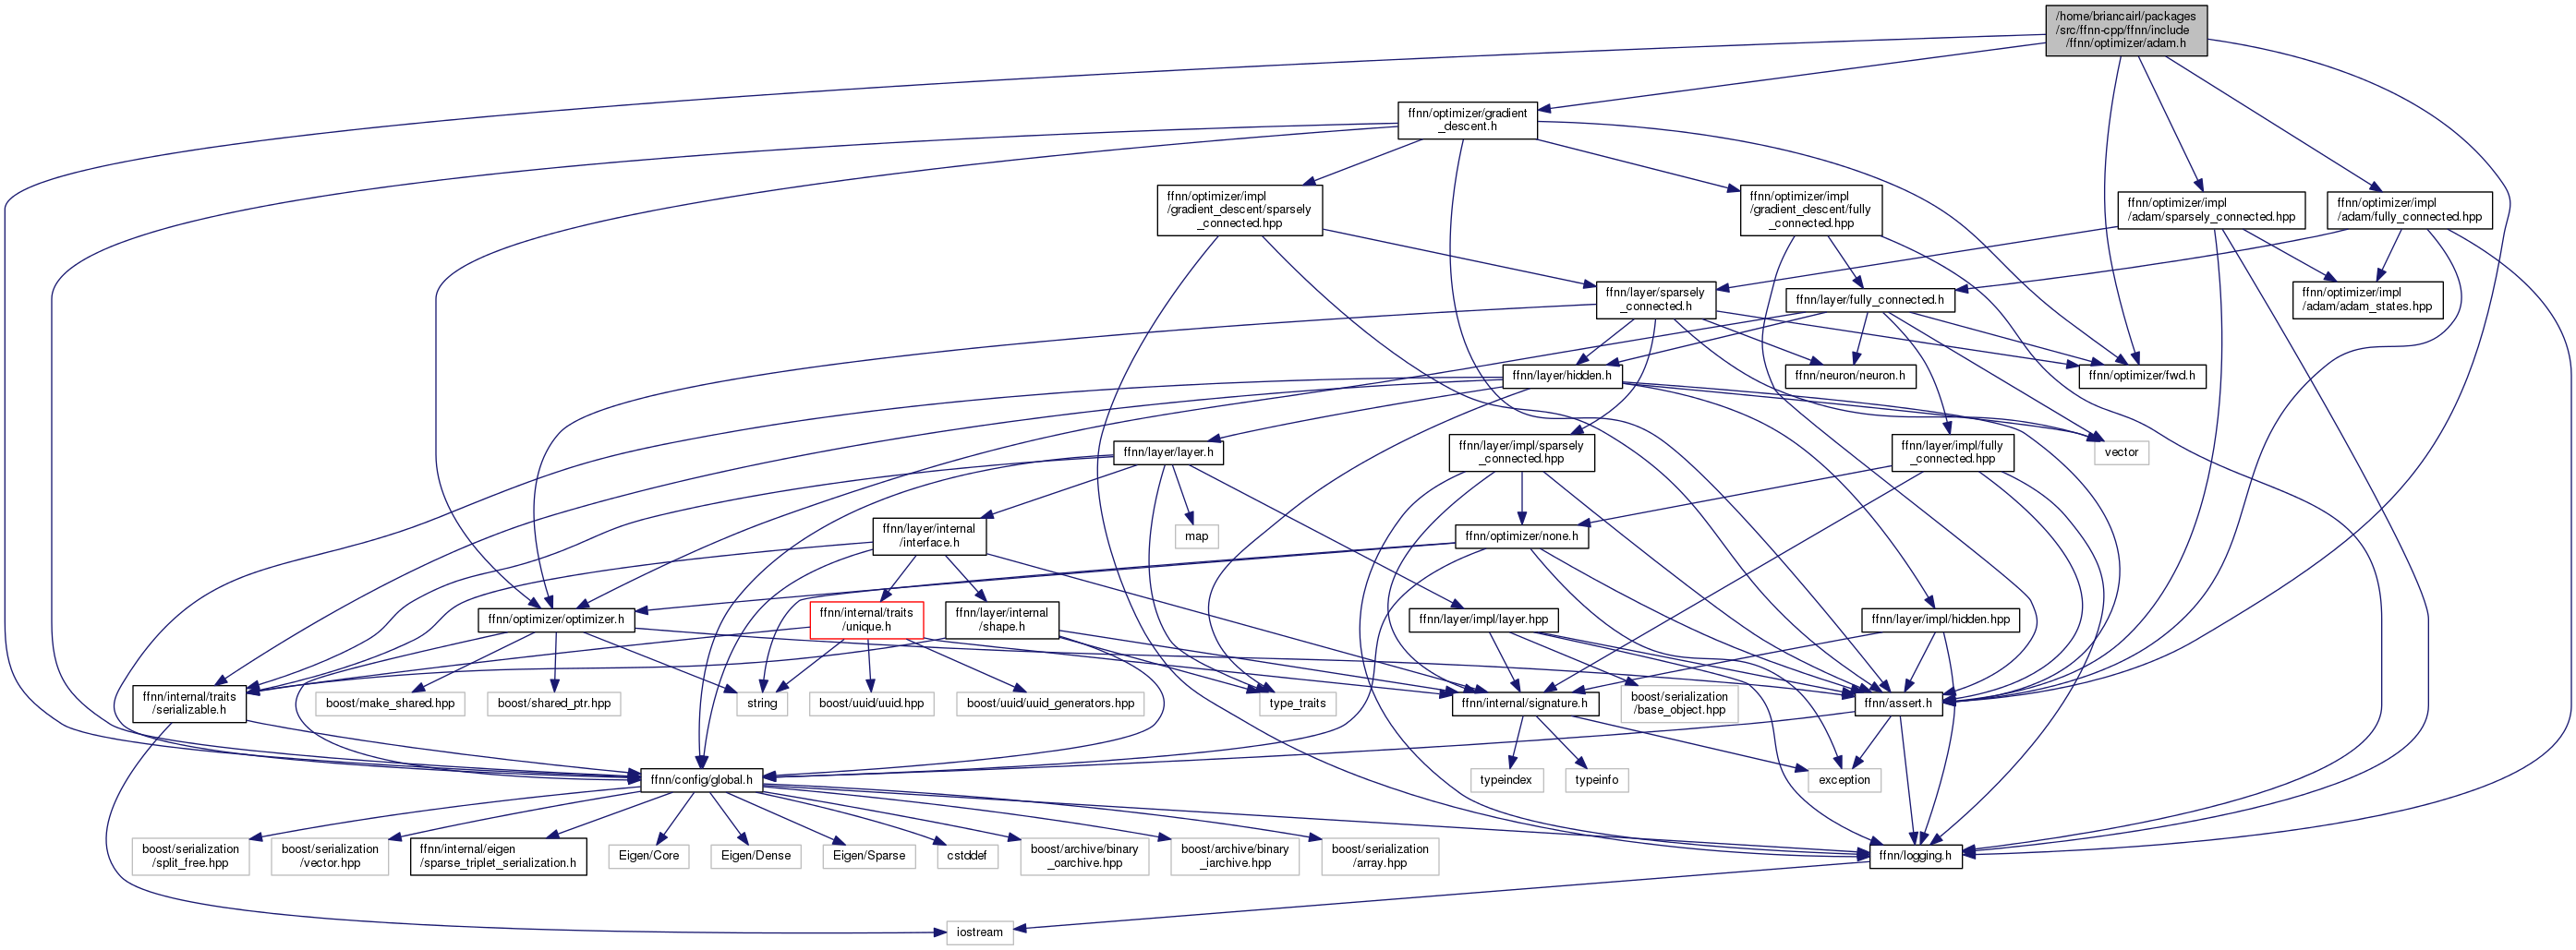 /home/briancairl/packages
/src/ffnn-cpp/ffnn/include
/ffnn/optimizer/adam.h
ffnn/optimizer/gradient
_descent.h
ffnn/optimizer/impl
/gradient_descent/sparsely
_connected.hpp
ffnn/optimizer/impl
/gradient_descent/fully
_connected.hpp
ffnn/optimizer/impl
/adam/sparsely_connected.hpp
ffnn/optimizer/impl
/adam/fully_connected.hpp
ffnn/layer/sparsely
_connected.h
ffnn/layer/fully_connected.h
ffnn/optimizer/impl
/adam/adam_states.hpp
ffnn/layer/hidden.h
ffnn/neuron/neuron.h
ffnn/optimizer/fwd.h
ffnn/layer/layer.h
ffnn/layer/impl/sparsely
_connected.hpp
ffnn/layer/impl/fully
_connected.hpp
vector
ffnn/layer/internal
/interface.h
map
ffnn/optimizer/none.h
ffnn/optimizer/optimizer.h
ffnn/internal/traits
/unique.h
ffnn/layer/internal
/shape.h
ffnn/layer/impl/layer.hpp
ffnn/layer/impl/hidden.hpp
ffnn/internal/traits
/serializable.h
boost/make_shared.hpp
boost/shared_ptr.hpp
string
boost/uuid/uuid.hpp
boost/uuid/uuid_generators.hpp
type_traits
ffnn/internal/signature.h
boost/serialization
/base_object.hpp
ffnn/assert.h
ffnn/config/global.h
typeindex
typeinfo
exception
boost/serialization
/split_free.hpp
boost/serialization
/vector.hpp
ffnn/internal/eigen
/sparse_triplet_serialization.h
Eigen/Core
Eigen/Dense
Eigen/Sparse
cstddef
boost/archive/binary
_oarchive.hpp
boost/archive/binary
_iarchive.hpp
boost/serialization
/array.hpp
ffnn/logging.h
iostream